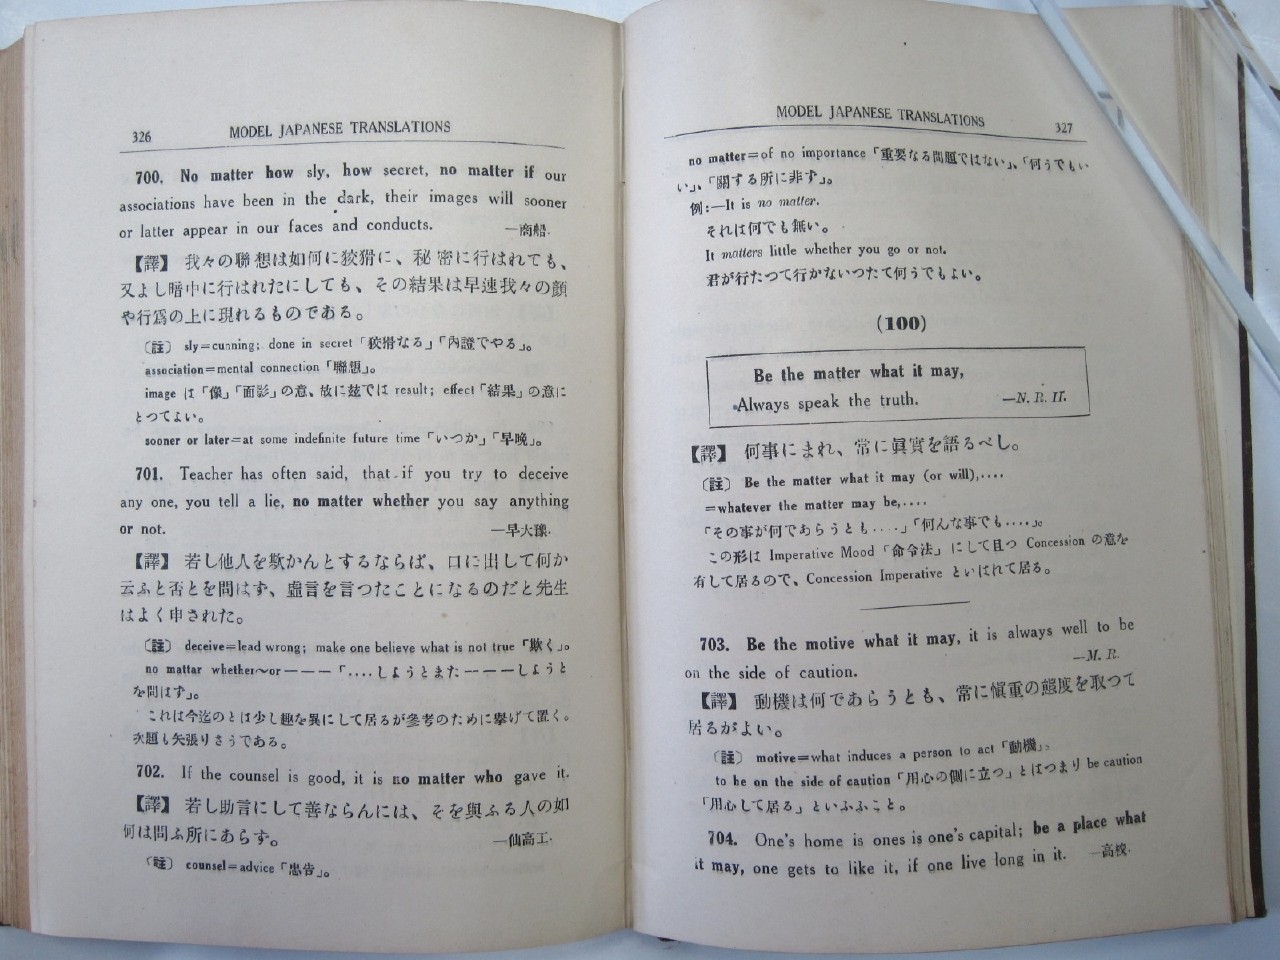 326 MODEL JAPANESE TRANSLATIONS
700. No matter how sly, how secret, no matter if our
associations have been in the dark, their images will sooner
or latter appear in our faces and conducts. —商船.
【譯】 我々の聯想は如何に狡猾に、秘密に行はれても、
又よし暗中に行はれたにしても、その結果は早速我々の顔
や行爲の上に現れるものである。
〔註〕 sly=cunning; done in secret「狡猾なる」「內證でやる」。
association=mental connection「聯想」。
image は「像」「面影」の意、故に玆では result; effect「結果」の意に
とつてよい。
sooner or later=at some indefinite future time「いつか」「早晚」。
701. Teacher has often said, that if you try to deceive
any one, you tell a lie, no matter whether you say anything
or not. —早大豫.
【譯】 若し他人を欺かんとするならば、口に出して何か
云ふと否とを問はず、虛言を言つたことになるのだと先生
はよく申された。
〔註〕 deceive=lead wrong; make one believe what is not true「欺く」。
no mattar whether〜or———「....しようとまた———しようと
を問はず」。
これは今迄のとは少し趣を異にして居るが參考のために擧げて置く。
次題も矢張りさうである。
702. If the counsel is good, it is no matter who gave it.
【譯】 若し助言にして善ならんには、そを與ふる人の如
何は問ふ所にあらず。 —仙高工.
〔註〕 counsel=advice「忠告」。
MODEL JAPANESE TRANSLATIONS 327
no matter=of no importance「重要なる問題ではない」、「何うでもい
い」、「關する所に非ず」。
例:—It is no matter.
それは何でも無い。
It matters little whether you go or not.
君が行たつて行かないつたて何うでもよい。
(100)
Be the matter what it may,
Always speak the truth. —N. R. II.
【譯】 何事にまれ、常に眞實を語るべし。
〔註〕 Be the matter what it may (or will),....
=whatever the matter may be,....
「その事が何であらうとも....」「何んな事でも....」。
この形は Imperative Mood「命令法」にして且つ Concession の意を
有して居るので、Concession Imperative といはれて居る。
703. Be the motive what it may, it is always well to be
on the side of caution. —M. R.
【譯】 動機は何であらうとも、常に愼重の態度を取つて
居るがよい。
〔註〕 motive=what induces a person to act「動機」。
to be on the side of caution「用心の側に立つ」とはつまり be caution
「用心して居る」といふふこと。
704. One's home is ones is one's capital; be a place what
it may, one gets to like it, if one live long in it. —高校.